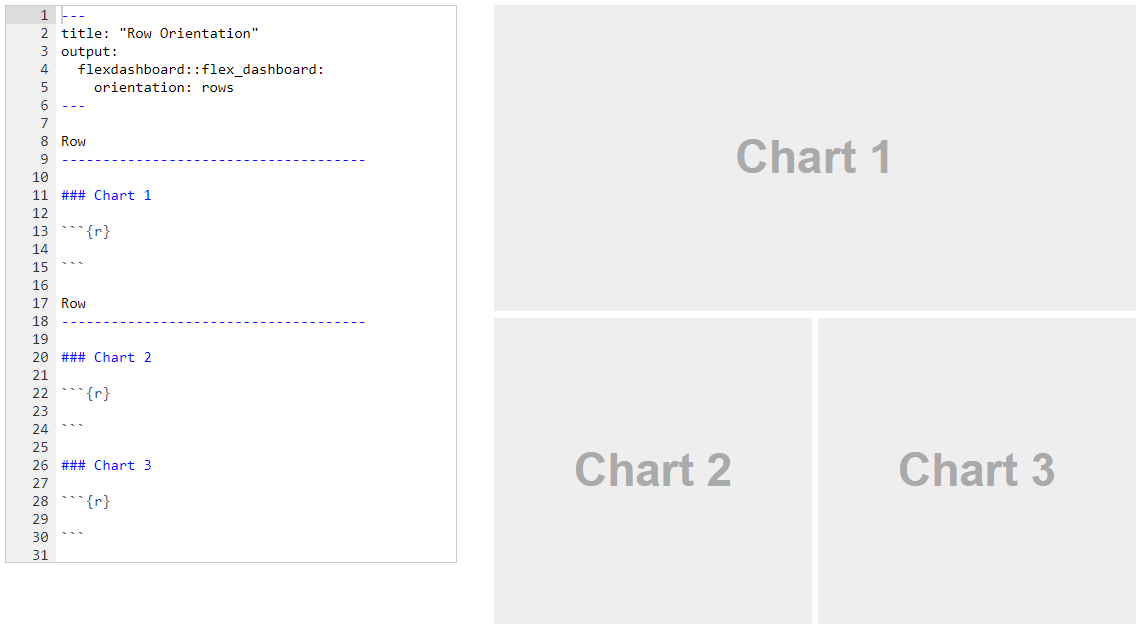 1 ---
2 title: "Row Orientation"
3 output:
4   flexdashboard::flex_dashboard:
5     orientation: rows
6 ---
7
8 Row
9 -------------------------------------
10
11 ### Chart 1
12
13 ```{r}
14
15 ```
16
17 Row
18 -------------------------------------
19
20 ### Chart 2
21
22 ```{r}
23
24 ```
25
26 ### Chart 3
27
28 ```{r}
29
30 ```
31
Chart 1
Chart 2
Chart 3